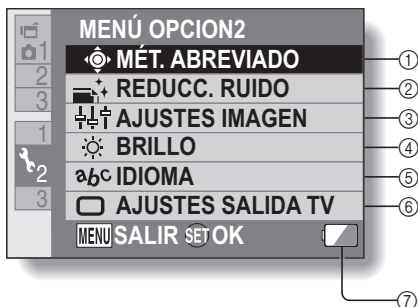 MENÚ OPCION2
MÉT. ABREVIADO ①
REDUCC. RUIDO ②
AJUSTES IMAGEN ③
BRILLO ④
abc IDIOMA ⑤
AJUSTES SALIDA TV ⑥
MENU SALIR SET OK
⑦
1
2
3
1
2
3